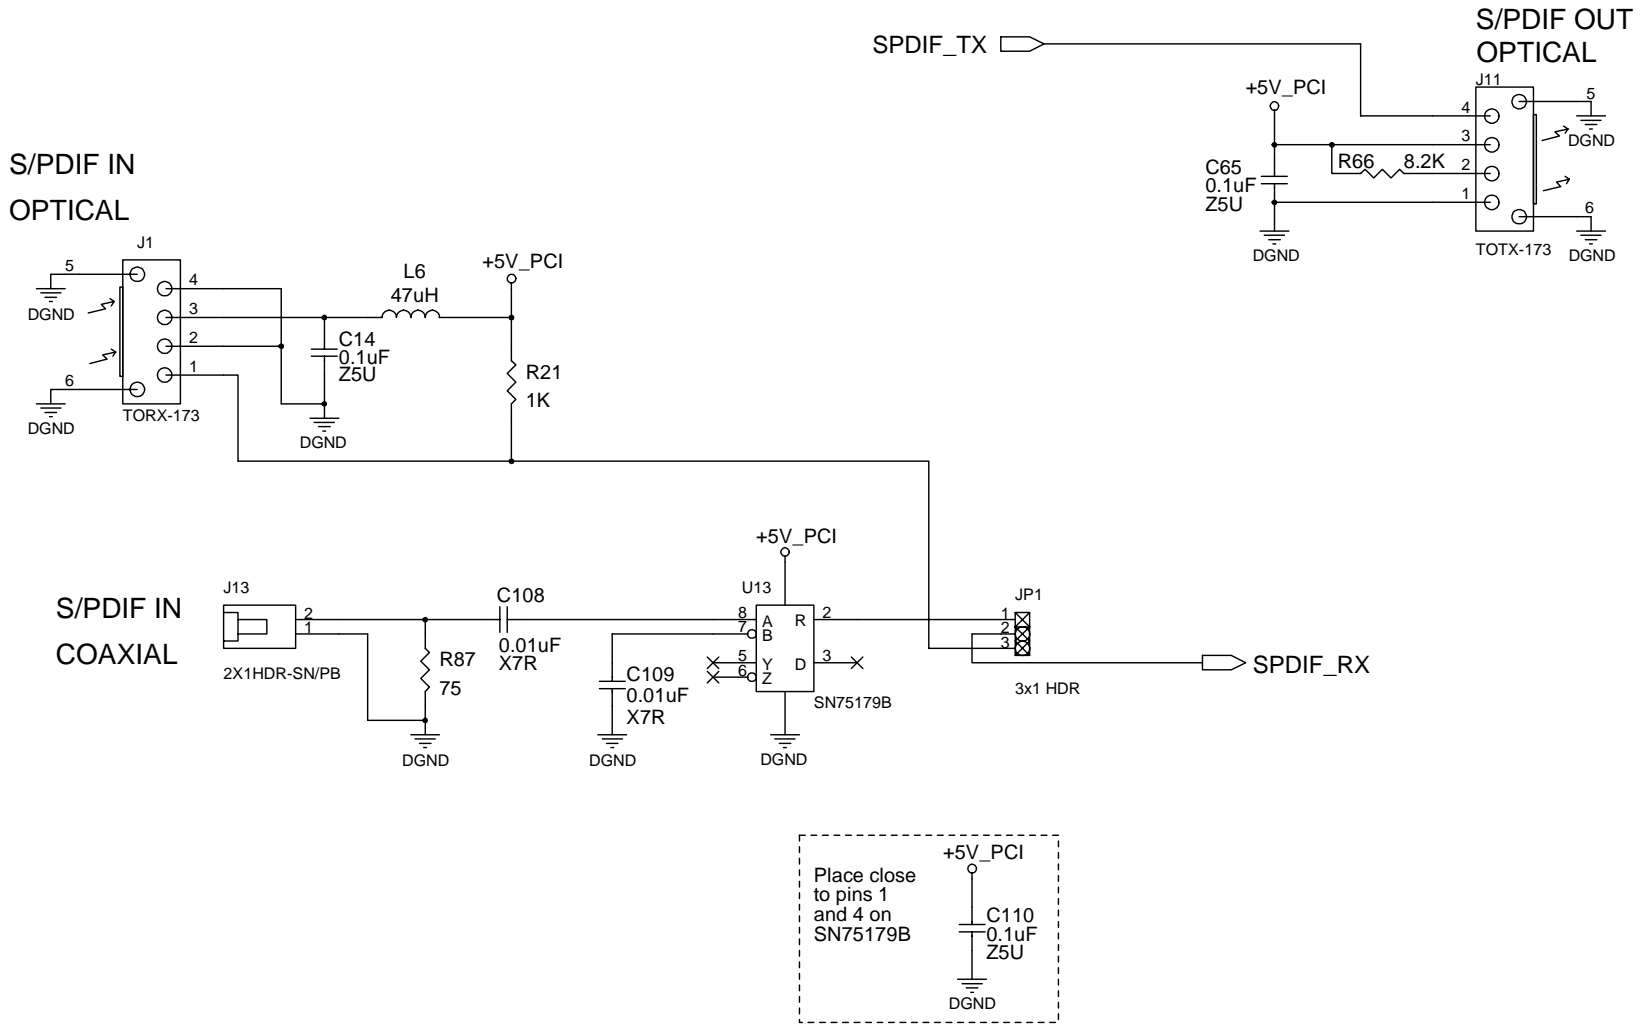 S/PDIF OUT
OPTICAL
SPDIF_TX
J11
+5V_PCI
4
3
2
1
5
DGND
R66 8.2K
C65
0.1uF
Z5U
6
DGND
TOTX-173
DGND
S/PDIF IN
OPTICAL
J1
5
DGND
4
3
2
1
6
DGND
TORX-173
L6
47uH
+5V_PCI
C14
0.1uF
Z5U
DGND
R21
1K
S/PDIF IN
COAXIAL
J13
2
1
2X1HDR-SN/PB
R87
75
DGND
C108
0.01uF
X7R
C109
0.01uF
X7R
DGND
+5V_PCI
U13
8
7
5
6
A
B
Y
Z
R
D
2
3
SN75179B
DGND
JP1
1
2
3
3x1 HDR
SPDIF_RX
Place close
to pins 1
and 4 on
SN75179B
+5V_PCI
C110
0.1uF
Z5U
DGND